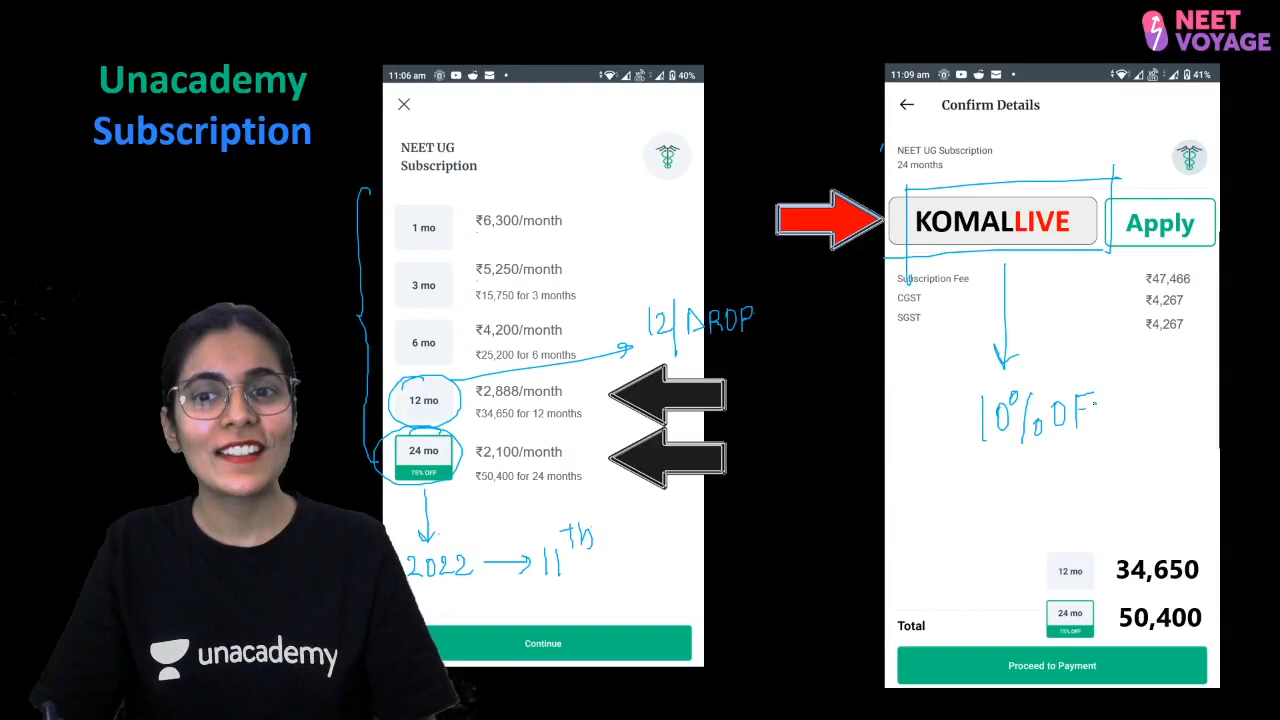 NEET
VOYAGE
Unacademy
Subscription
11:06 am
40%
NEET UG
Subscription
1 mo
₹6,300/month
3 mo
₹5,250/month
₹15,750 for 3 months
6 mo
₹4,200/month
₹25,200 for 6 months
12 mo
₹2,888/month
₹34,650 for 12 months
24 mo
75% OFF
₹2,100/month
₹50,400 for 24 months
12/DROP
2022 → 11th
Continue
unacademy
11:09 am
41%
Confirm Details
NEET UG Subscription
24 months
KOMALLIVE
Apply
Subscription Fee ₹47,466
CGST ₹4,267
SGST ₹4,267
10% OF
12 mo 34,650
Total
24 mo 50,400
75% OFF
Proceed to Payment